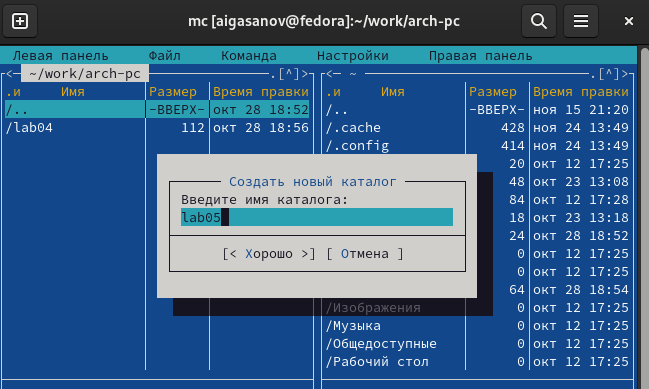 mc [aigasanov@fedora]:~/work/arch-pc
Левая панель Файл Команда Настройки Правая панель
<─ ~/work/arch-pc .[^]> <─ ~ .[^]>
.и Имя Размер Время правки .и Имя Размер Время правки
/.. -ВВЕРХ- окт 28 18:52 /.. -ВВЕРХ- ноя 15 21:20
/lab04 112 окт 28 18:56 /.cache 428 ноя 24 13:49
/.config 414 ноя 24 13:49
20 окт 12 17:25
Создать новый каталог 48 окт 23 13:08
Введите имя каталога: 84 окт 12 17:28
lab05 18 окт 23 13:18
24 окт 28 18:52
[< Хорошо >] [ Отмена ] 0 окт 12 17:25
0 окт 12 17:25
64 окт 28 18:54
/Изображения 0 окт 12 17:25
/Музыка 0 окт 12 17:25
/Общедоступные 0 окт 12 17:25
/Рабочий стол 0 окт 12 17:25